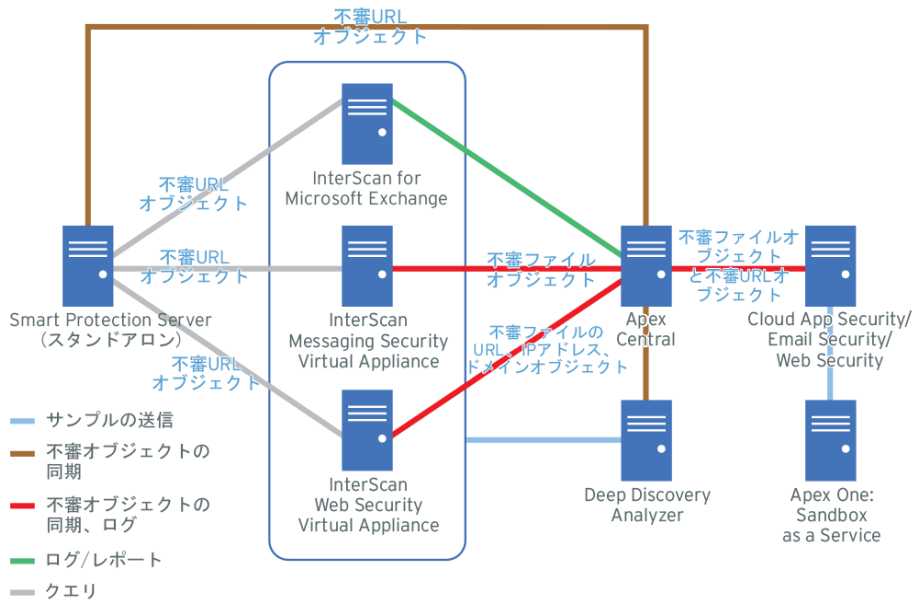 不審URL
オブジェクト
InterScan for
Microsoft Exchange
不審URL
オブジェクト
不審URL
オブジェクト
不審ファイル
オブジェクト
不審ファイルオ
ブジェクト
と不審URLオ
ブジェクト
Smart Protection Server
(スタンドアロン)
InterScan
Messaging Security
Virtual Appliance
Apex
Central
Cloud App Security/
Email Security/
Web Security
不審URL
オブジェクト
不審ファイルの
URL、IPアドレス、
ドメインオブジェクト
InterScan
Web Security
Virtual Appliance
Deep Discovery
Analyzer
Apex One:
Sandbox
as a Service
サンプルの送信
不審オブジェクトの
同期
不審オブジェクトの
同期、ログ
ログ/レポート
クエリ